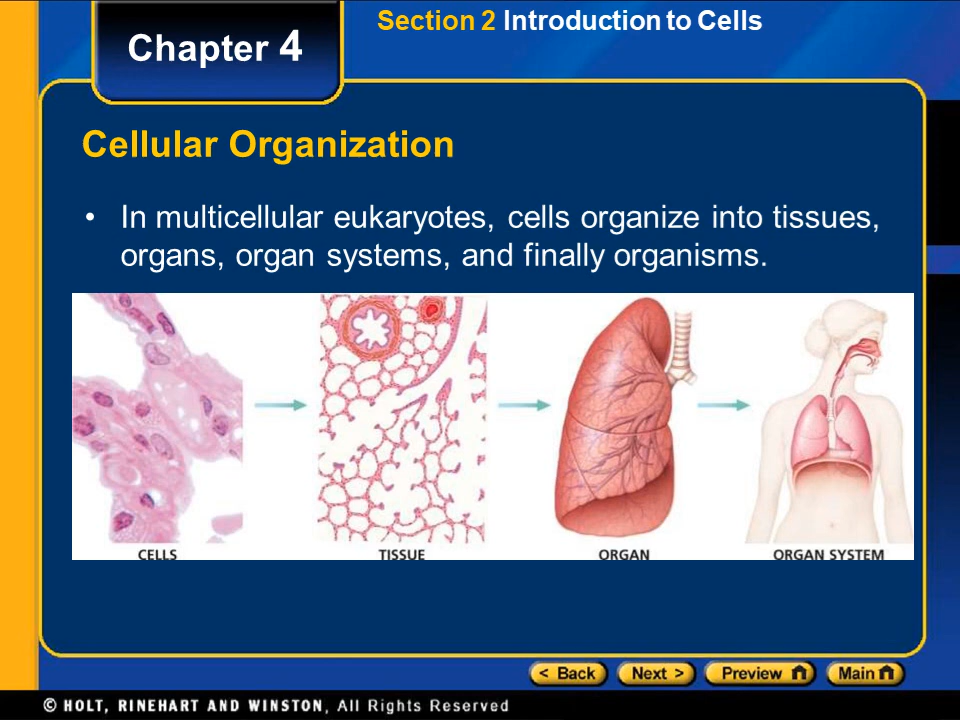 Section 2 Introduction to Cells
Chapter 4
Cellular Organization
• In multicellular eukaryotes, cells organize into tissues,
organs, organ systems, and finally organisms.
CELLS TISSUE ORGAN ORGAN SYSTEM
< Back Next > Preview Main
© HOLT, RINEHART AND WINSTON, All Rights Reserved